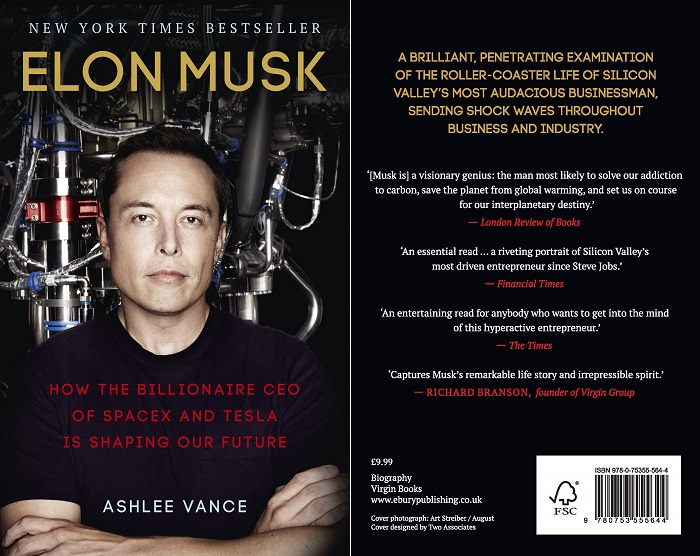 NEW YORK TIMES BESTSELLER
ELON MUSK
HOW THE BILLIONAIRE CEO
OF SPACEX AND TESLA
IS SHAPING OUR FUTURE
ASHLEE VANCE
A BRILLIANT, PENETRATING EXAMINATION
OF THE ROLLER-COASTER LIFE OF SILICON
VALLEY'S MOST AUDACIOUS BUSINESSMAN,
SENDING SHOCK WAVES THROUGHOUT
BUSINESS AND INDUSTRY.
‘[Musk is] a visionary genius: the man most likely to solve our addiction
to carbon, save the planet from global warming, and set us on course
for our interplanetary destiny.’
— London Review of Books
‘An essential read ... a riveting portrait of Silicon Valley’s
most driven entrepreneur since Steve Jobs.’
— Financial Times
‘An entertaining read for anybody who wants to get into the mind
of this hyperactive entrepreneur.’
— The Times
‘Captures Musk’s remarkable life story and irrepressible spirit.’
— RICHARD BRANSON, founder of Virgin Group
£9.99
Biography
Virgin Books
www.eburypublishing.co.uk
Cover photograph: Art Streiber / August
Cover designed by Two Associates
FSC
ISBN 978-0-75355-564-4
9 780753 555644